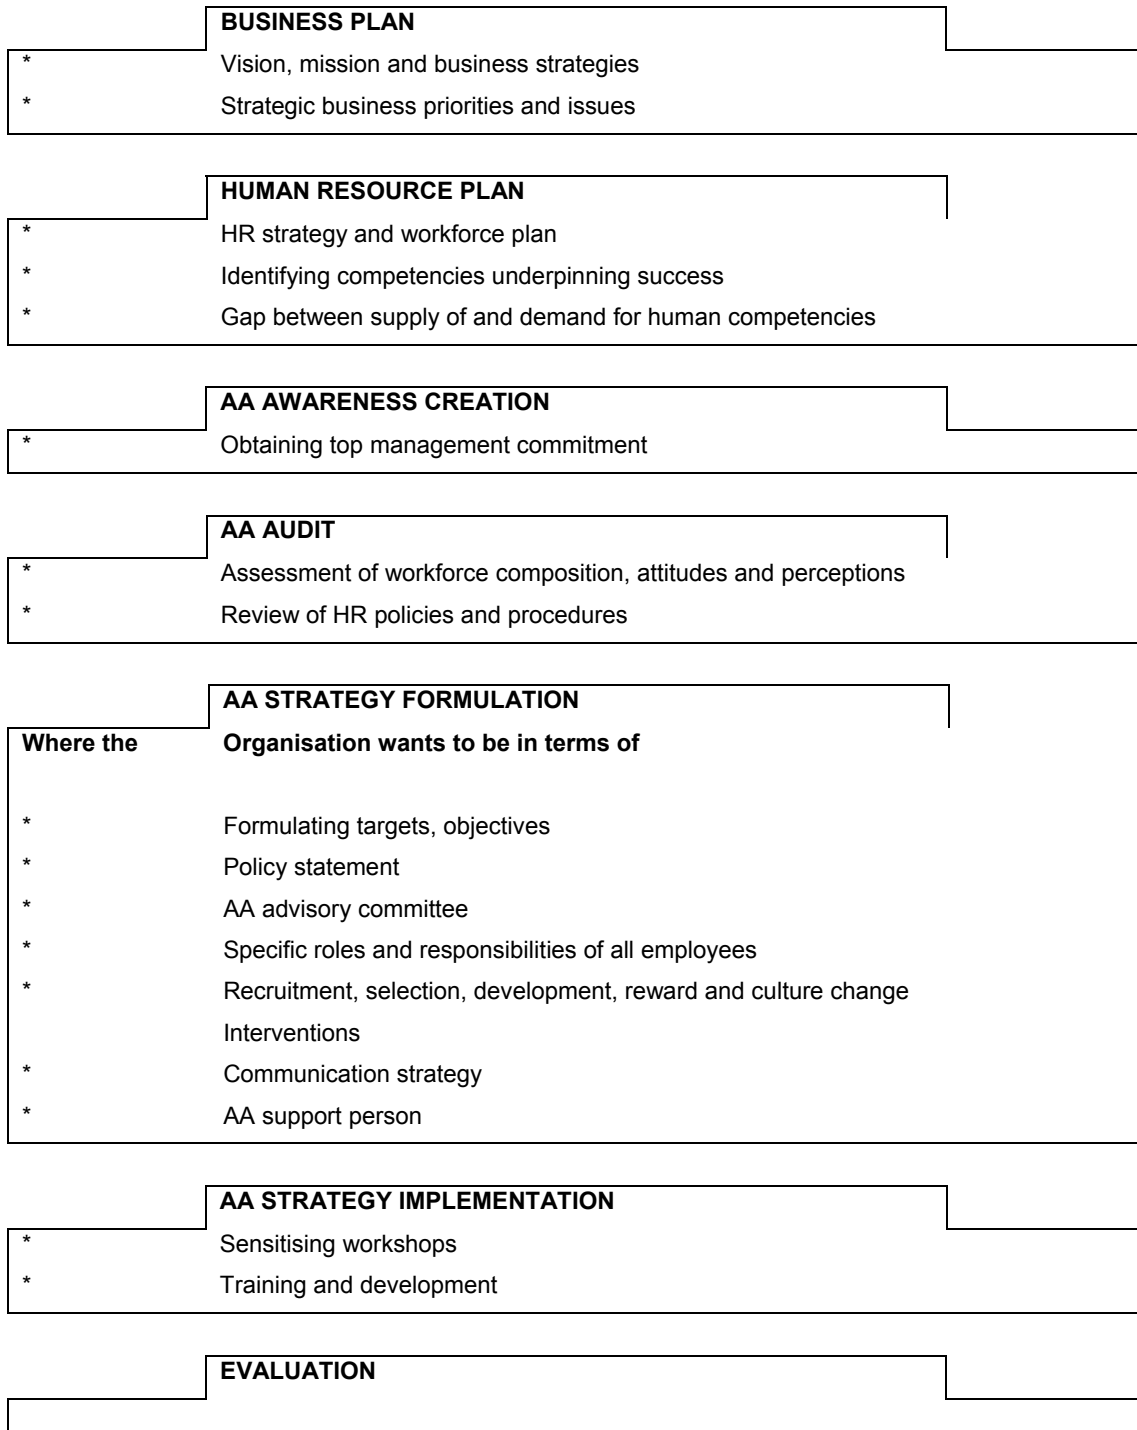 BUSINESS PLAN
* Vision, mission and business strategies
* Strategic business priorities and issues
HUMAN RESOURCE PLAN
* HR strategy and workforce plan
* Identifying competencies underpinning success
* Gap between supply of and demand for human competencies
AA AWARENESS CREATION
* Obtaining top management commitment
AA AUDIT
* Assessment of workforce composition, attitudes and perceptions
* Review of HR policies and procedures
AA STRATEGY FORMULATION
Where the Organisation wants to be in terms of
* Formulating targets, objectives
* Policy statement
* AA advisory committee
* Specific roles and responsibilities of all employees
* Recruitment, selection, development, reward and culture change
Interventions
* Communication strategy
* AA support person
AA STRATEGY IMPLEMENTATION
* Sensitising workshops
* Training and development
EVALUATION